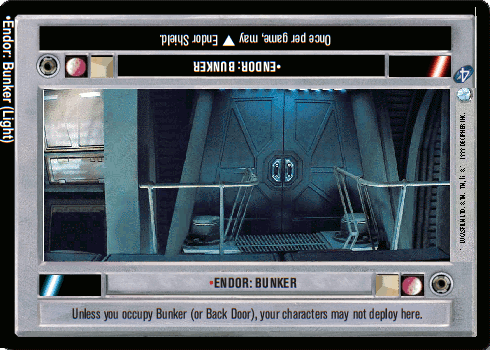 •Endor: Bunker (Light)
Once per game, may ▲ Endor Shield.
•ENDOR: BUNKER
•ENDOR: BUNKER
Unless you occupy Bunker (or Back Door), your characters may not deploy here.